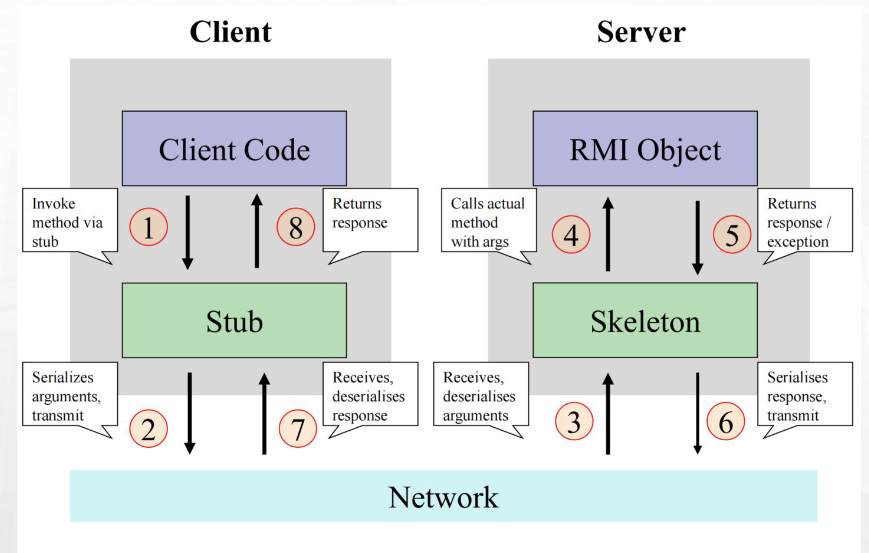 Client
Server
Client Code
RMI Object
Invoke
method via
stub
1
8
Returns
response
Calls actual
method
with args
4
5
Returns
response /
exception
Stub
Skeleton
Serializes
arguments,
transmit
2
7
Receives,
deserialises
response
Receives,
deserialises
arguments
3
6
Serialises
response,
transmit
Network